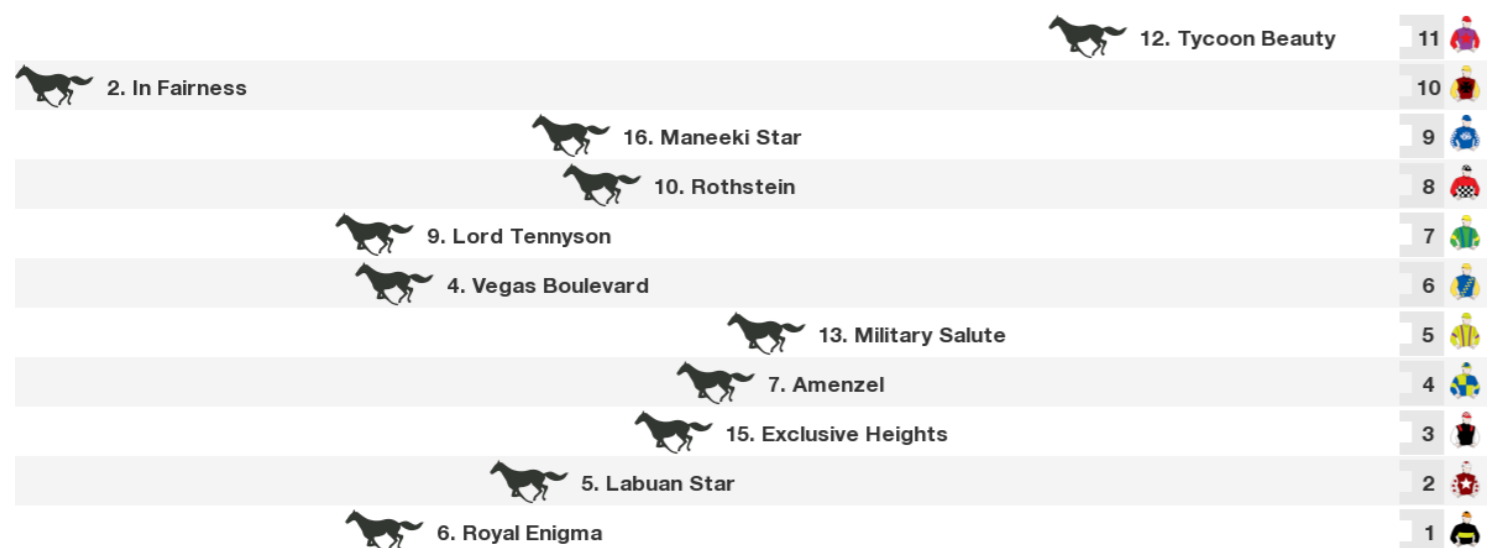 12. Tycoon Beauty 11
2. In Fairness 10
16. Maneeki Star 9
10. Rothstein 8
9. Lord Tennyson 7
4. Vegas Boulevard 6
13. Military Salute 5
7. Amenzel 4
15. Exclusive Heights 3
5. Labuan Star 2
6. Royal Enigma 1